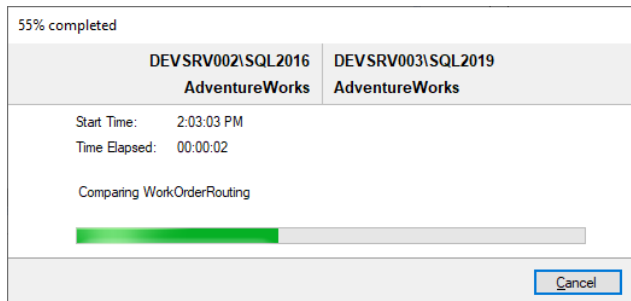 55% completed
DEVSRV002\SQL2016 DEVSRV003\SQL2019
AdventureWorks AdventureWorks
Start Time: 2:03:03 PM
Time Elapsed: 00:00:02
Comparing WorkOrderRouting
Cancel